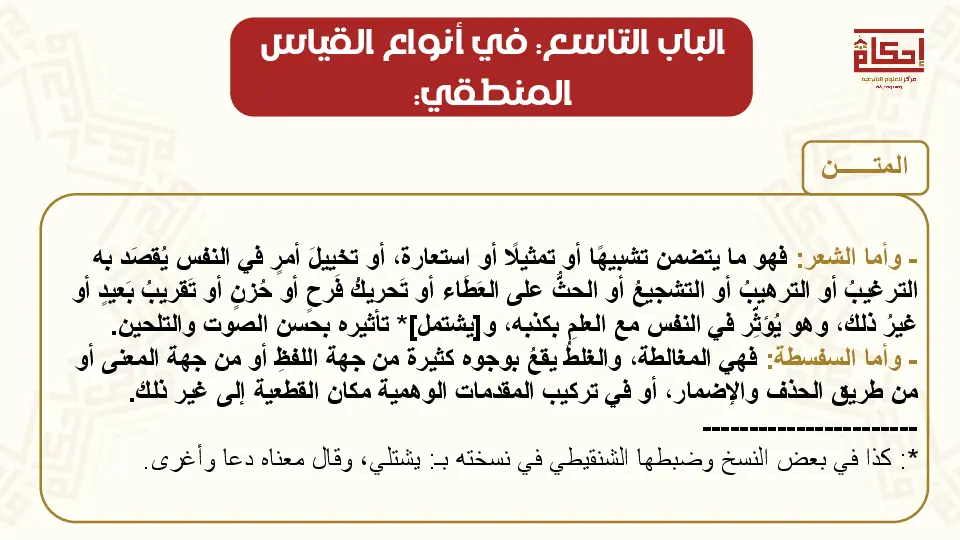 الباب التاسع: في أنواع القياس
المنطقي:
إحكام
مركز للعلوم الشرعية
المتـــــن
- وأما الشعر: فهو ما يتضمن تشبيهًا أو تمثيلًا أو استعارة، أو تخييلَ أمرٍ في النفس يُقصَد به
الترغيبُ أو الترهيبُ أو التشجيعُ أو الحثُّ على العَطَاء أو تَحريكُ فَرحٍ أو حُزنٍ أو تَقريبُ بَعيدٍ أو
غيرُ ذلك، وهو يُؤثِّر في النفس مع العلمِ بكذبه، و[يشتمل]* تأثيره بحسن الصوت والتلحين.
- وأما السفسطة: فهي المغالطة، والغلطُ يقعُ بوجوه كثيرة من جهة اللفظِ أو من جهة المعنى أو
من طريق الحذف والإضمار، أو في تركيب المقدمات الوهمية مكان القطعية إلى غير ذلك.
-----------------------
*: كذا في بعض النسخ وضبطها الشنقيطي في نسخته بـ: يشتلي، وقال معناه دعا وأغرى.